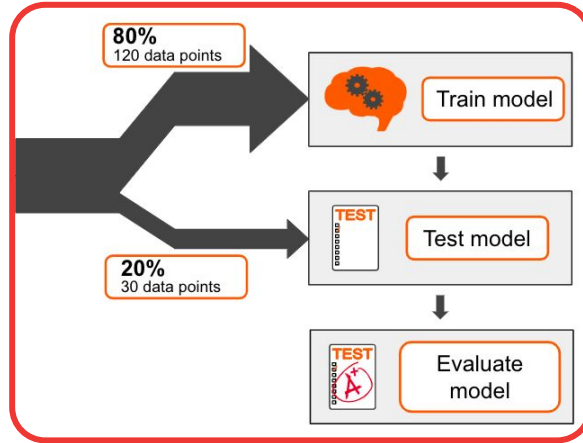 80%
120 data points
Train model
TEST
Test model
20%
30 data points
TEST
A+
Evaluate
model